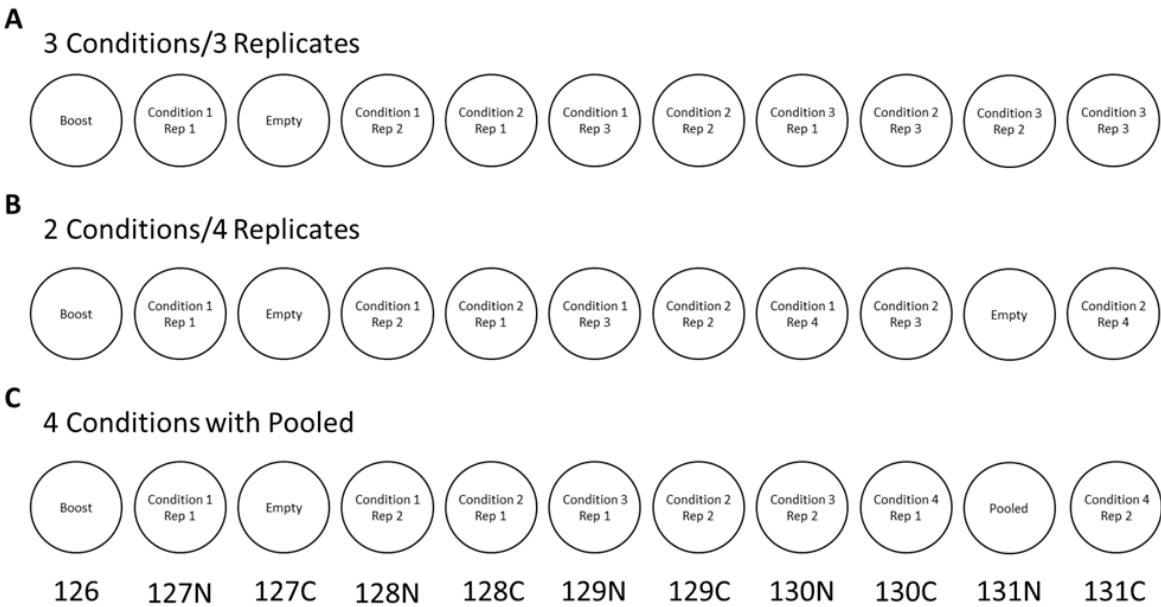 A
3 Conditions/3 Replicates
Boost
Condition 1
Rep 1
Empty
Condition 1
Rep 2
Condition 2
Rep 1
Condition 1
Rep 3
Condition 2
Rep 2
Condition 3
Rep 1
Condition 2
Rep 3
Condition 3
Rep 2
Condition 3
Rep 3
B
2 Conditions/4 Replicates
Boost
Condition 1
Rep 1
Empty
Condition 1
Rep 2
Condition 2
Rep 1
Condition 1
Rep 3
Condition 2
Rep 2
Condition 1
Rep 4
Condition 2
Rep 3
Empty
Condition 2
Rep 4
C
4 Conditions with Pooled
Boost
Condition 1
Rep 1
Empty
Condition 1
Rep 2
Condition 2
Rep 1
Condition 3
Rep 1
Condition 2
Rep 2
Condition 3
Rep 2
Condition 4
Rep 1
Pooled
Condition 4
Rep 2
126 127N 127C 128N 128C 129N 129C 130N 130C 131N 131C